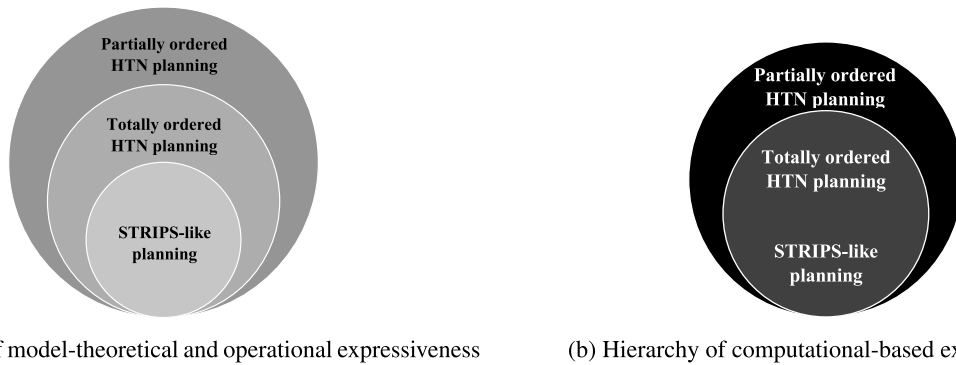 Partially ordered
HTN planning
Totally ordered
HTN planning
STRIPS-like
planning
Partially ordered
HTN planning
Totally ordered
HTN planning
STRIPS-like
planning
f model-theoretical and operational expressiveness
(b) Hierarchy of computational-based ex